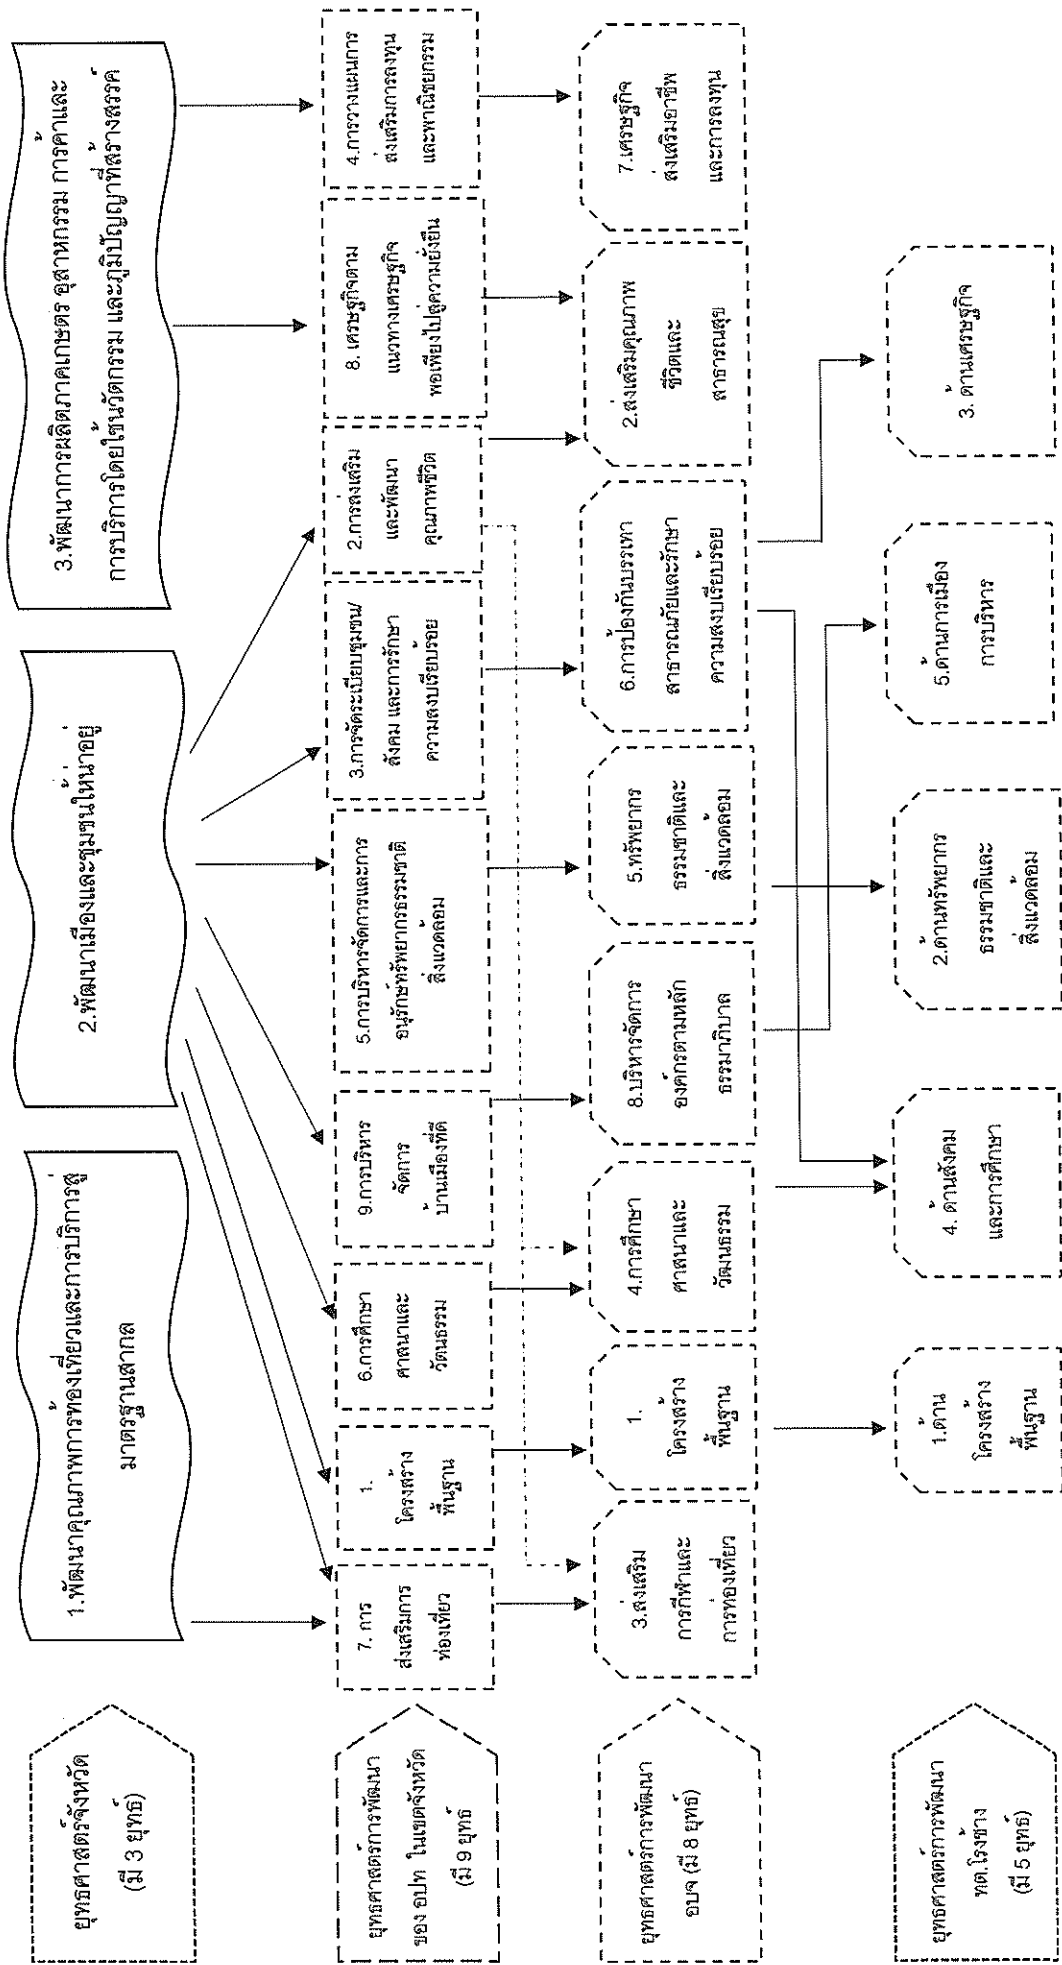 ยุทธศาสตร์จังหวัด
(มี 3 ยุทธ์)
1.พัฒนาคุณภาพการท่องเที่ยวและการบริการสู่
มาตรฐานสากล
2.พัฒนาเมืองและชุมชนให้น่าอยู่
3.พัฒนาการผลิตภาคเกษตร อุสาหกรรม การค้าและ
การบริการโดยใช้นวัตกรรม และภูมิปัญญาที่สร้างสรรค์
ยุทธศาสตร์การพัฒนา
ของ อปท ในเขตจังหวัด
(มี 9 ยุทธ์)
7. การ
ส่งเสริมการ
ท่องเที่ยว
1.
โครงสร้าง
พื้นฐาน
6.การศึกษา
ศาสนาและ
วัฒนธรรม
9.การบริหาร
จัดการ
บ้านเมืองที่ดี
5.การบริหารจัดการและการ
อนุรักษ์ทรัพยากรธรรมชาติ
สิ่งแวดล้อม
3.การจัดระเบียบชุมชน/
สังคม และการรักษา
ความสงบเรียบร้อย
2.การส่งเสริม
และพัฒนา
คุณภาพชีวิต
8. เศรษฐกิจตาม
แนวทางเศรษฐกิจ
พอเพียงไปสู่ความยั่งยืน
4.การวางแผนการ
ส่งเสริมการลงทุน
และพาณิชยกรรม
ยุทธศาสตร์การพัฒนา
อบจ (มี 8 ยุทธ์)
3.ส่งเสริม
การกีฬาและ
การท่องเที่ยว
1.
โครงสร้าง
พื้นฐาน
4.การศึกษา
ศาสนาและ
วัฒนธรรม
8.บริหารจัดการ
องค์กรตามหลัก
ธรรมาภิบาล
5.ทรัพยากร
ธรรมชาติและ
สิ่งแวดล้อม
6.การป้องกันบรรเทา
สาธารณภัยและรักษา
ความสงบเรียบร้อย
2.ส่งเสริมคุณภาพ
ชีวิตและ
สาธารณสุข
7.เศรษฐกิจ
ส่งเสริมอาชีพ
และการลงทุน
ยุทธศาสตร์การพัฒนา
ทต.โรงช้าง
(มี 5 ยุทธ์)
1.ด้าน
โครงสร้าง
พื้นฐาน
4. ด้านสังคม
และการศึกษา
2.ด้านทรัพยากร
ธรรมชาติและ
สิ่งแวดล้อม
5.ด้านการเมือง
การบริหาร
3. ด้านเศรษฐกิจ